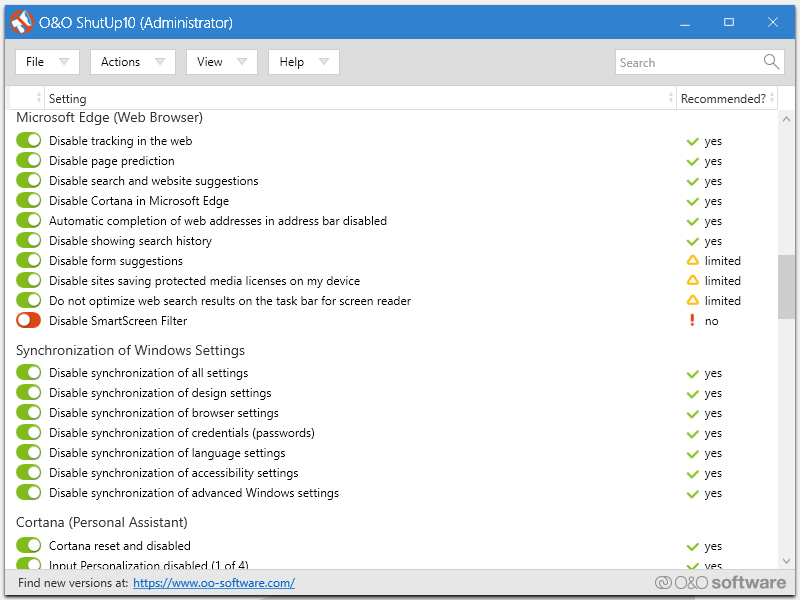 O&O ShutUp10 (Administrator)
File Actions View Help Search
Setting Recommended?
Microsoft Edge (Web Browser)
Disable tracking in the web yes
Disable page prediction yes
Disable search and website suggestions yes
Disable Cortana in Microsoft Edge yes
Automatic completion of web addresses in address bar disabled yes
Disable showing search history yes
Disable form suggestions limited
Disable sites saving protected media licenses on my device limited
Do not optimize web search results on the task bar for screen reader limited
Disable SmartScreen Filter no
Synchronization of Windows Settings
Disable synchronization of all settings yes
Disable synchronization of design settings yes
Disable synchronization of browser settings yes
Disable synchronization of credentials (passwords) yes
Disable synchronization of language settings yes
Disable synchronization of accessibility settings yes
Disable synchronization of advanced Windows settings yes
Cortana (Personal Assistant)
Cortana reset and disabled yes
Input Personalization disabled (1 of 4) yes
Find new versions at: https://www.oo-software.com/ O&O software